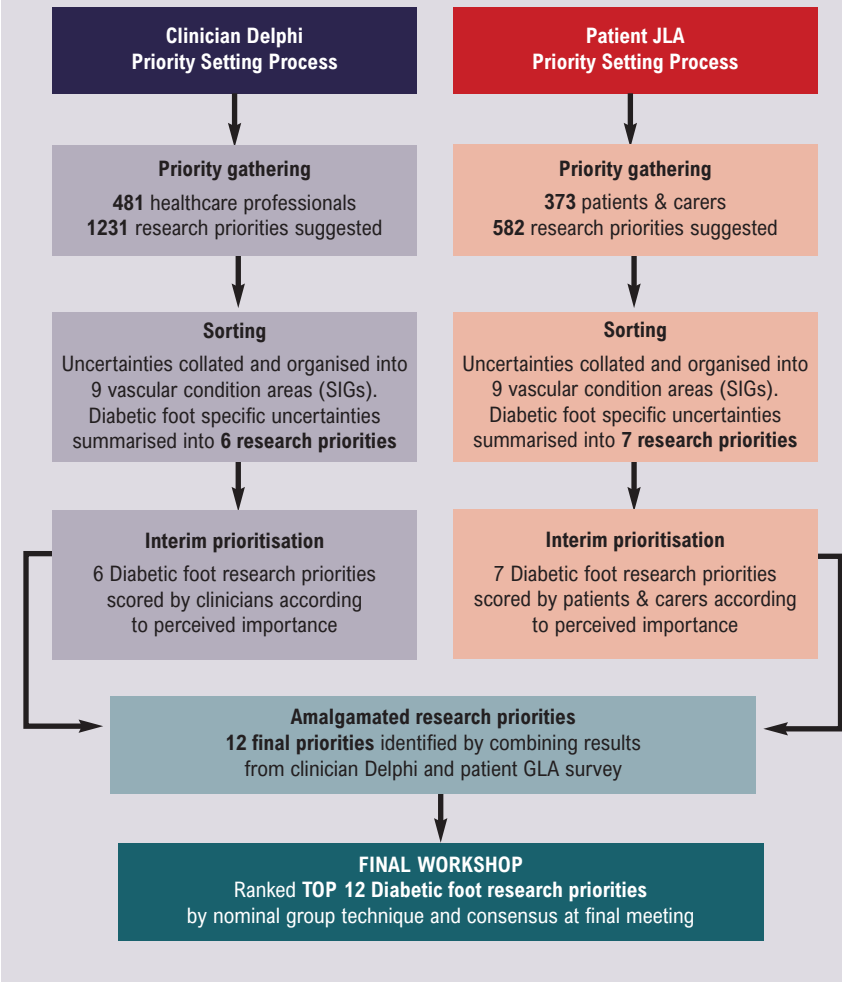 Clinician Delphi
Priority Setting Process
Patient JLA
Priority Setting Process
Priority gathering
481 healthcare professionals
1231 research priorities suggested
Priority gathering
373 patients & carers
582 research priorities suggested
Sorting
Uncertainties collated and organised into
9 vascular condition areas (SIGs).
Diabetic foot specific uncertainties
summarised into 6 research priorities
Sorting
Uncertainties collated and organised into
9 vascular condition areas (SIGs).
Diabetic foot specific uncertainties
summarised into 7 research priorities
Interim prioritisation
6 Diabetic foot research priorities
scored by clinicians according
to perceived importance
Interim prioritisation
7 Diabetic foot research priorities
scored by patients & carers according
to perceived importance
Amalgamated research priorities
12 final priorities identified by combining results
from clinician Delphi and patient GLA survey
FINAL WORKSHOP
Ranked TOP 12 Diabetic foot research priorities
by nominal group technique and consensus at final meeting